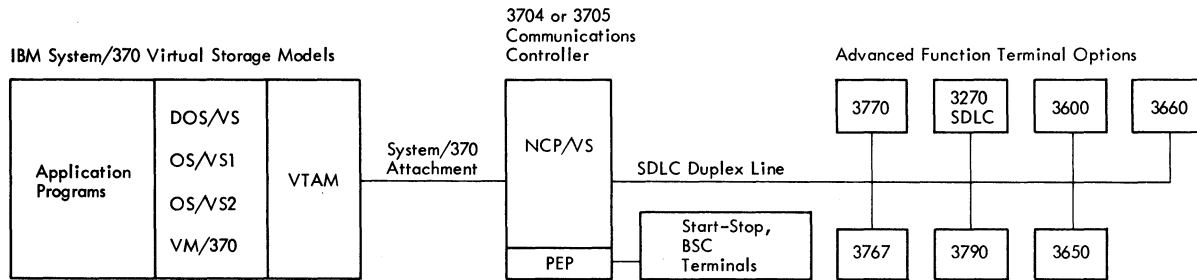 3704 or 3705
Communications
Controller
IBM System/370 Virtual Storage Models
Advanced Function Terminal Options
Application
Programs
DOS/VS
OS/VS1
OS/VS2
VM/370
VTAM
System/370
Attachment
NCP/VS
PEP
SDLC Duplex Line
Start-Stop,
BSC
Terminals
3770
3270
SDLC
3600
3660
3767
3790
3650